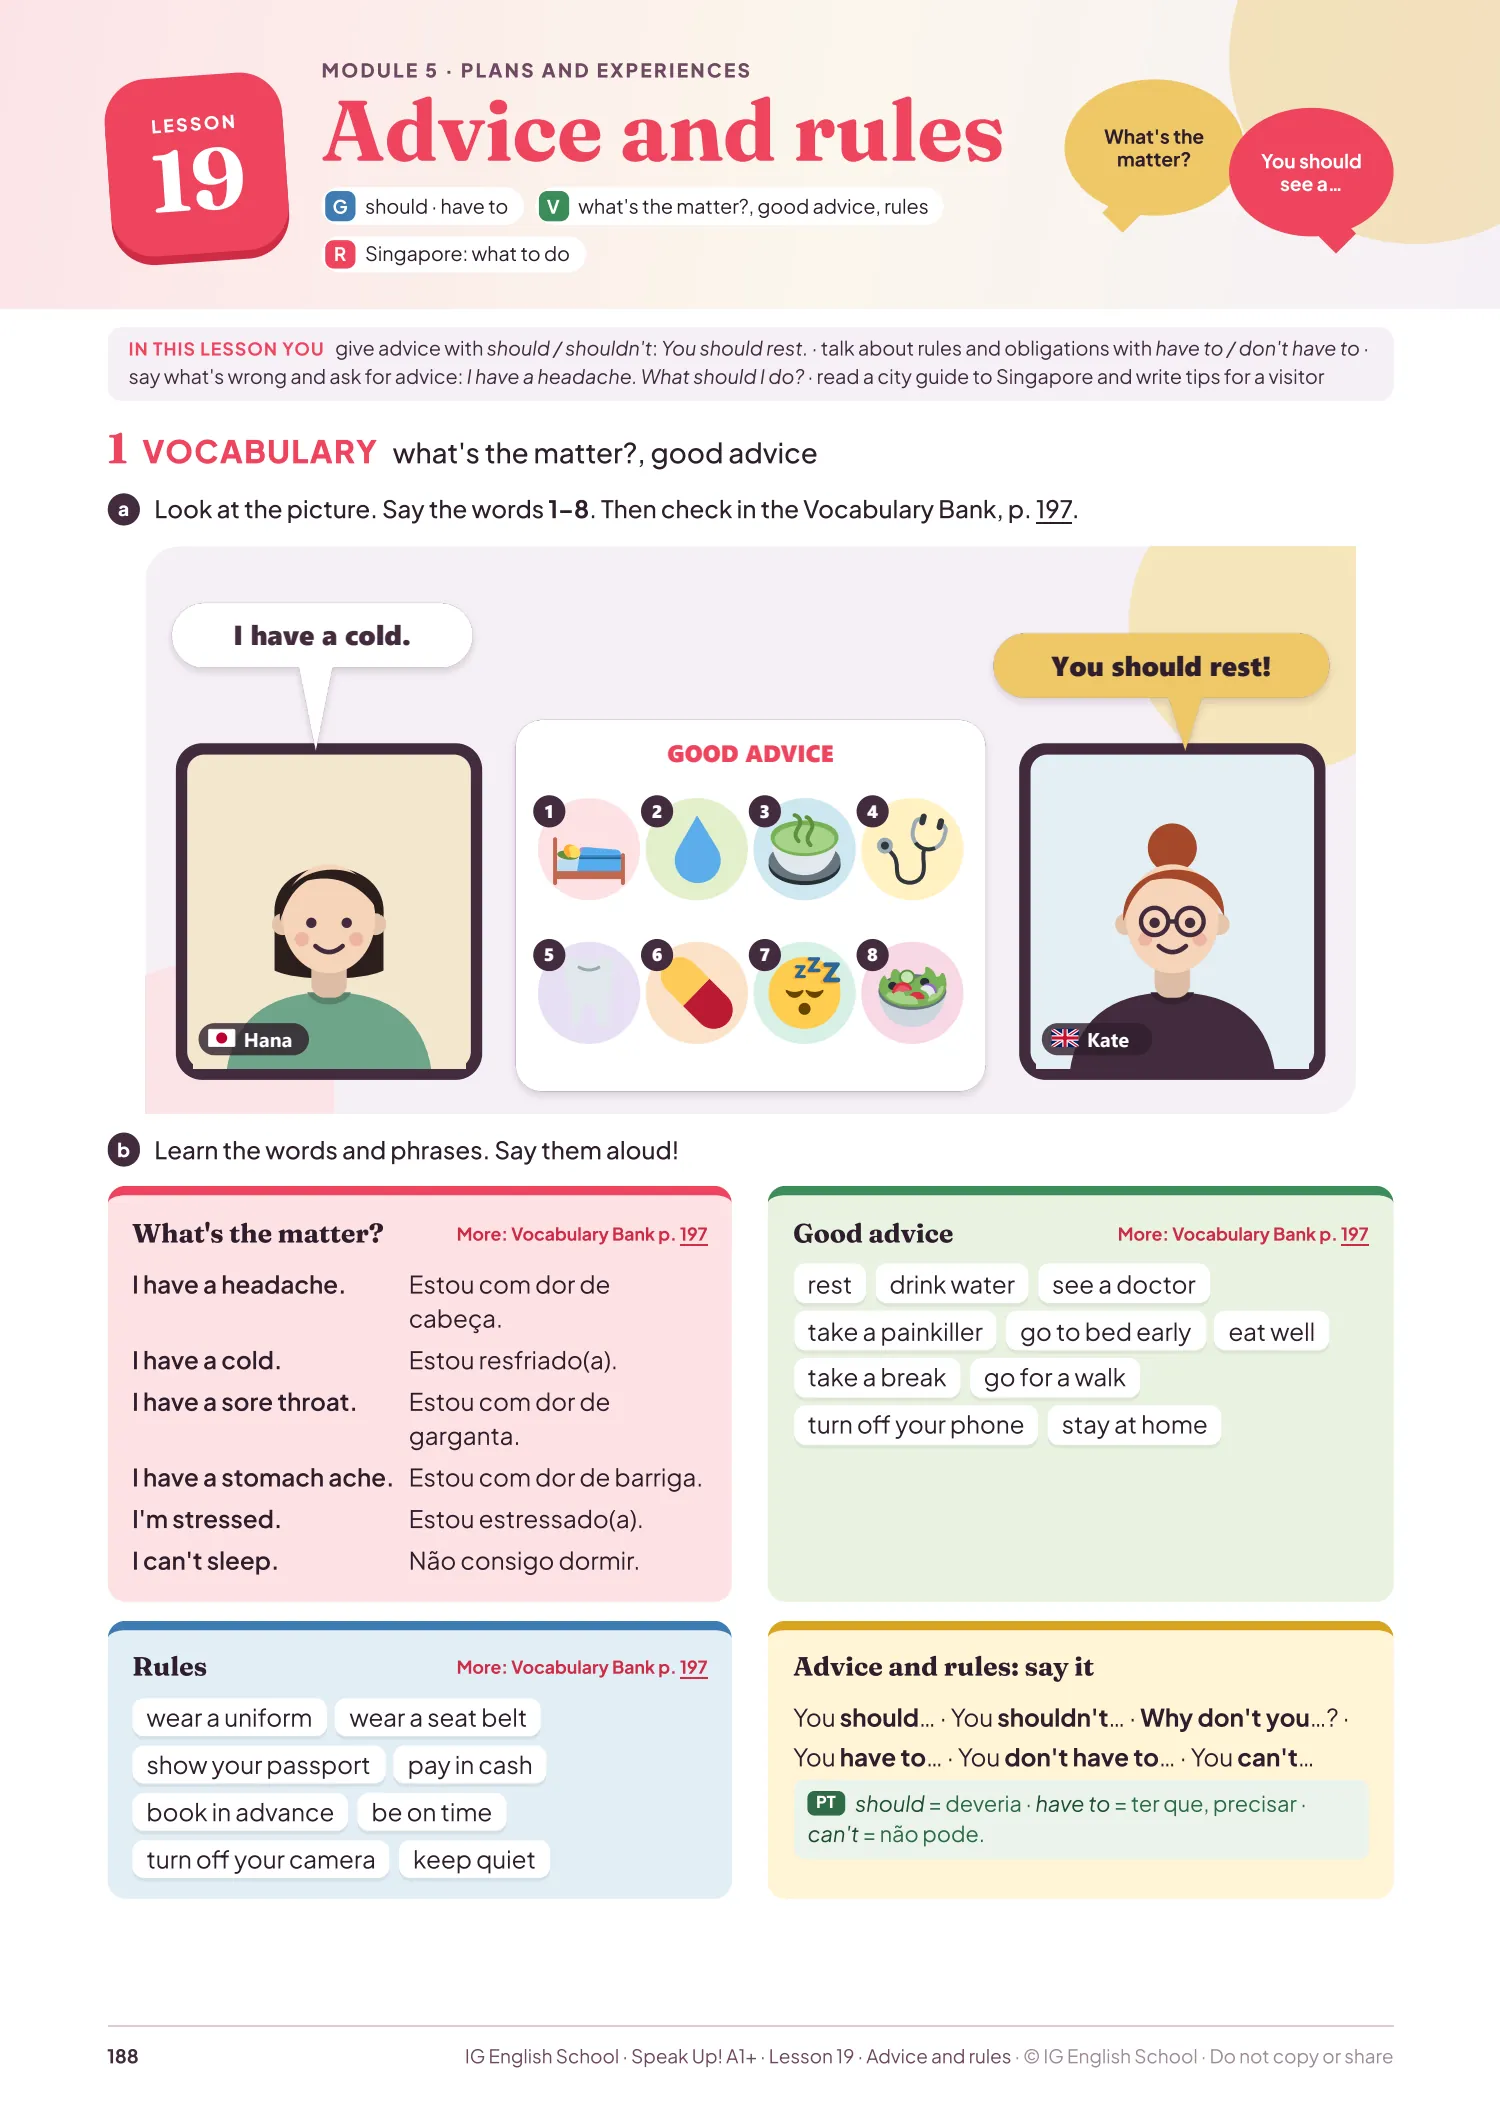 MODULE 5 · PLANS AND EXPERIENCES
LESSON
19
Advice and rules
G should · have to V what's the matter?, good advice, rules
R Singapore: what to do
What's the
matter?
You should
see a...
IN THIS LESSON YOU give advice with should / shouldn't: You should rest. · talk about rules and obligations with have to / don't have to ·
say what's wrong and ask for advice: I have a headache. What should I do? · read a city guide to Singapore and write tips for a visitor
1 VOCABULARY what's the matter?, good advice
a Look at the picture. Say the words 1–8. Then check in the Vocabulary Bank, p. 197.
I have a cold.
You should rest!
GOOD ADVICE
1 2 3 4
5 6 7 8
zzZ
Hana
Kate
b Learn the words and phrases. Say them aloud!
What's the matter? More: Vocabulary Bank p. 197
I have a headache. Estou com dor de
cabeça.
I have a cold. Estou resfriado(a).
I have a sore throat. Estou com dor de
garganta.
I have a stomach ache. Estou com dor de barriga.
I'm stressed. Estou estressado(a).
I can't sleep. Não consigo dormir.
Good advice More: Vocabulary Bank p. 197
rest drink water see a doctor
take a painkiller go to bed early eat well
take a break go for a walk
turn off your phone stay at home
Rules More: Vocabulary Bank p. 197
wear a uniform wear a seat belt
show your passport pay in cash
book in advance be on time
turn off your camera keep quiet
Advice and rules: say it
You should... · You shouldn't... · Why don't you...? ·
You have to... · You don't have to... · You can't...
PT should = deveria · have to = ter que, precisar ·
can't = não pode.
188
IG English School · Speak Up! A1+ · Lesson 19 · Advice and rules · © IG English School · Do not copy or share